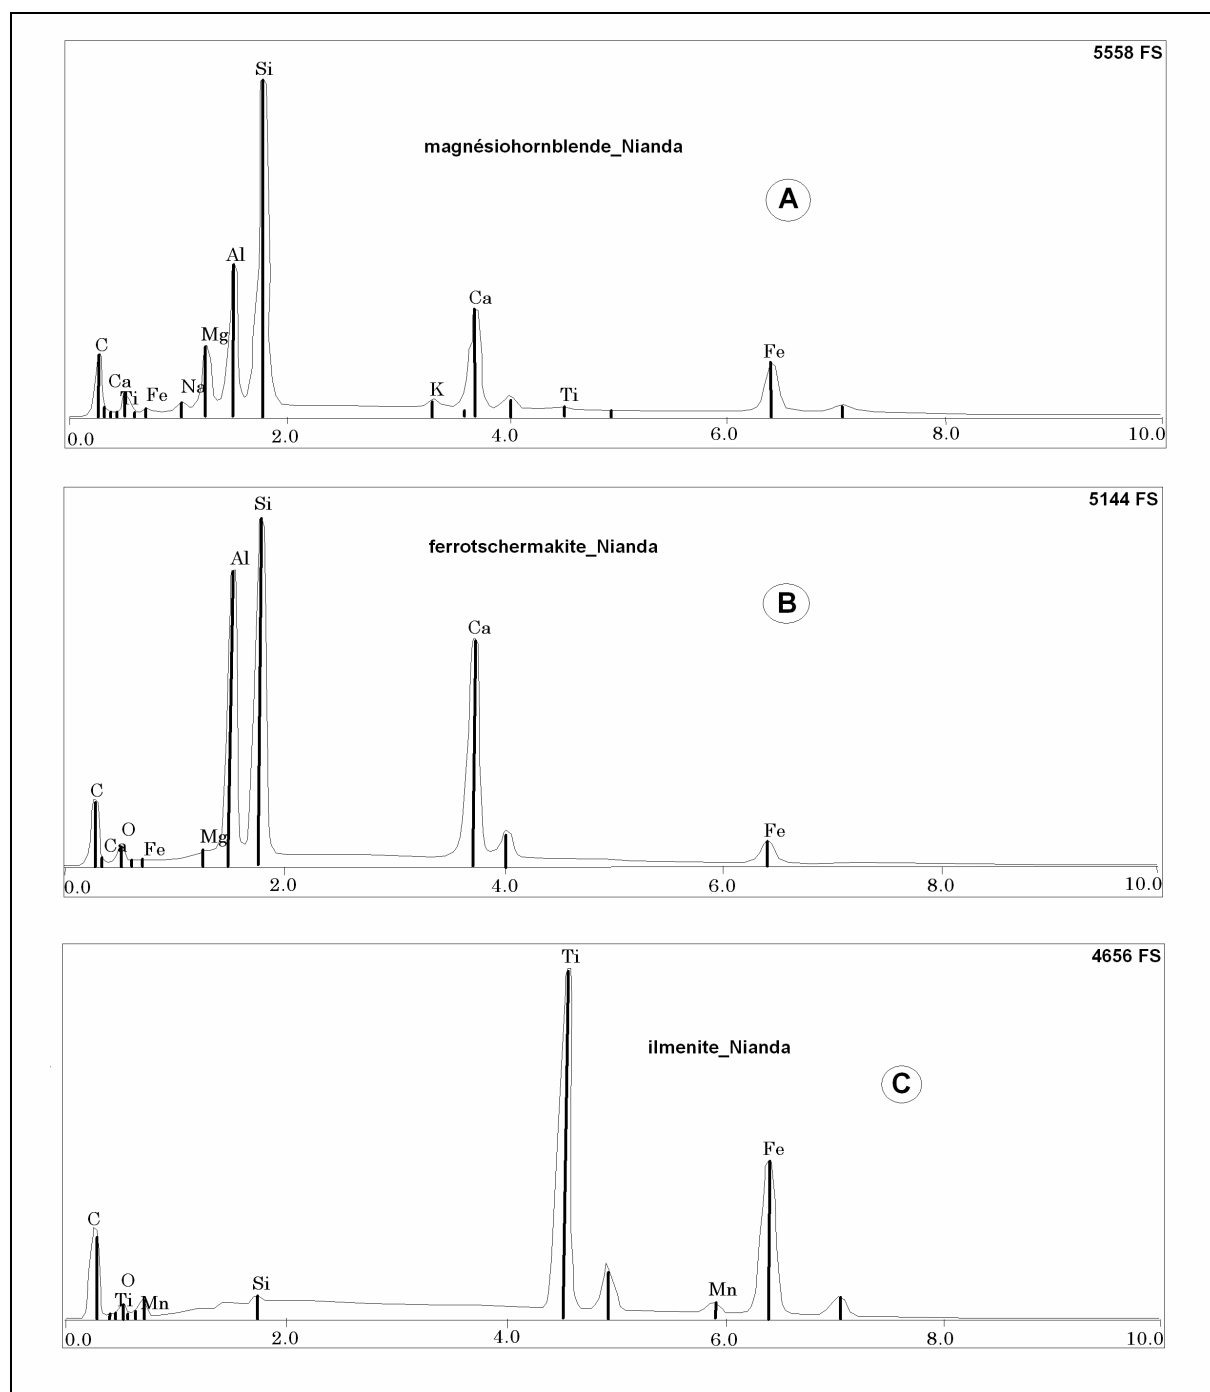 5558 FS
Si
magnésiohornblende_Nianda
A
Al
Ca
C
Mg
Fe
Ca
Ti
Fe
Na
K
Ti
0.0 2.0 4.0 6.0 8.0 10.0
5144 FS
Si
ferrotschermakite_Nianda
Al
B
Ca
C
O
Ca
Fe
Mg
Fe
0.0 2.0 4.0 6.0 8.0 10.0
4656 FS
Ti
ilmenite_Nianda
C
Fe
C
O
Ti
Mn
Si
Mn
0.0 2.0 4.0 6.0 8.0 10.0